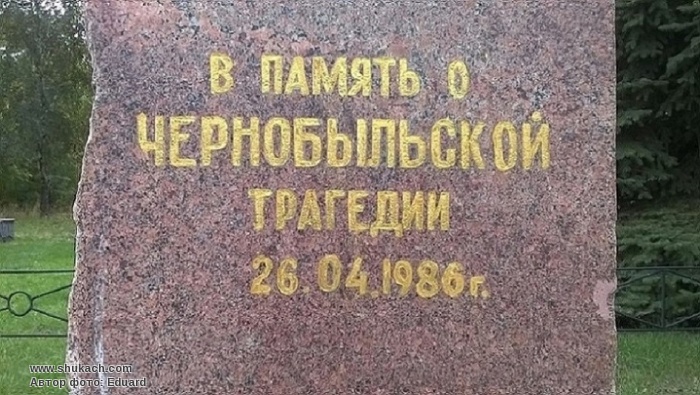 В ПАМЯТЬ О
ЧЕРНОБЫЛЬСКОЙ
ТРАГЕДИИ
26 04.1986 г.
www.shukach.com
Автор фото: Eduard